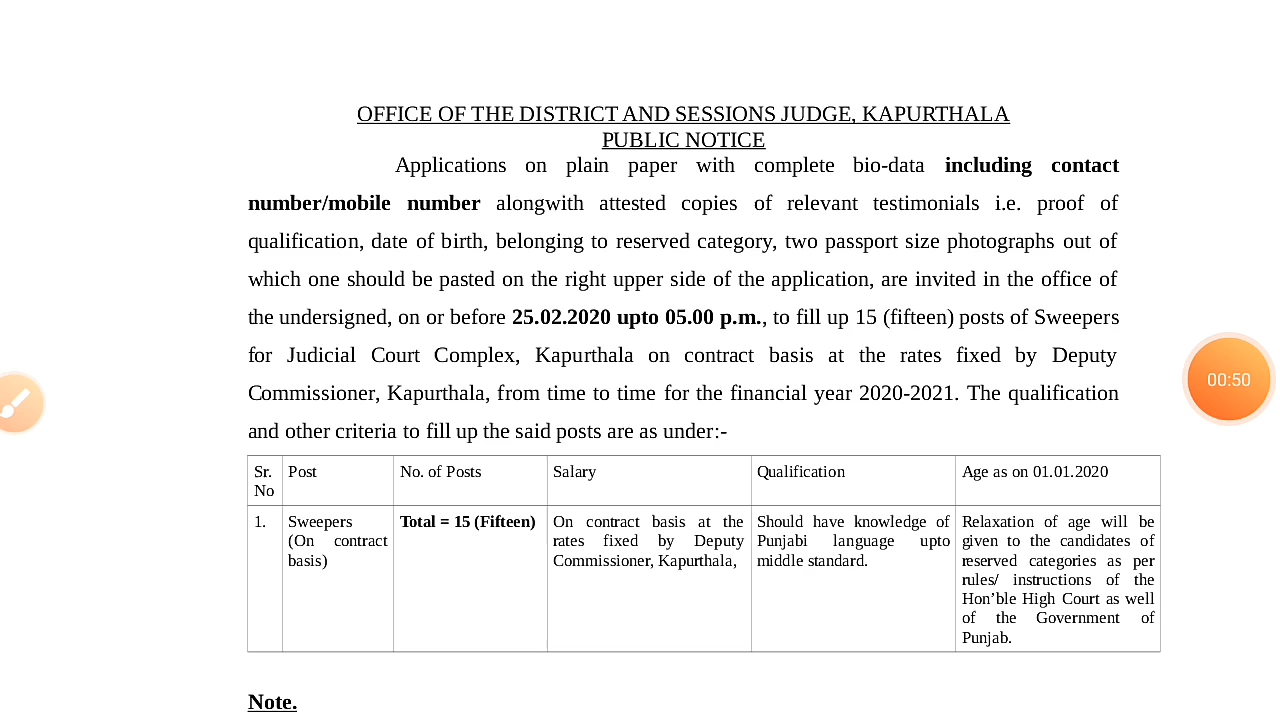 OFFICE OF THE DISTRICT AND SESSIONS JUDGE, KAPURTHALA
PUBLIC NOTICE
Applications on plain paper with complete bio-data including contact
number/mobile number alongwith attested copies of relevant testimonials i.e. proof of
qualification, date of birth, belonging to reserved category, two passport size photographs out of
which one should be pasted on the right upper side of the application, are invited in the office of
the undersigned, on or before 25.02.2020 upto 05.00 p.m., to fill up 15 (fifteen) posts of Sweepers
for Judicial Court Complex, Kapurthala on contract basis at the rates fixed by Deputy
Commissioner, Kapurthala, from time to time for the financial year 2020-2021. The qualification
and other criteria to fill up the said posts are as under:-
Sr.
No
Post
No. of Posts
Salary
Qualification
Age as on 01.01.2020
1.
Sweepers
(On contract
basis)
Total = 15 (Fifteen)
On contract basis at the
rates fixed by Deputy
Commissioner, Kapurthala,
Should have knowledge of
Punjabi language upto
middle standard.
Relaxation of age will be
given to the candidates of
reserved categories as per
rules/ instructions of the
Hon’ble High Court as well
of the Government of
Punjab.
Note.
00:50